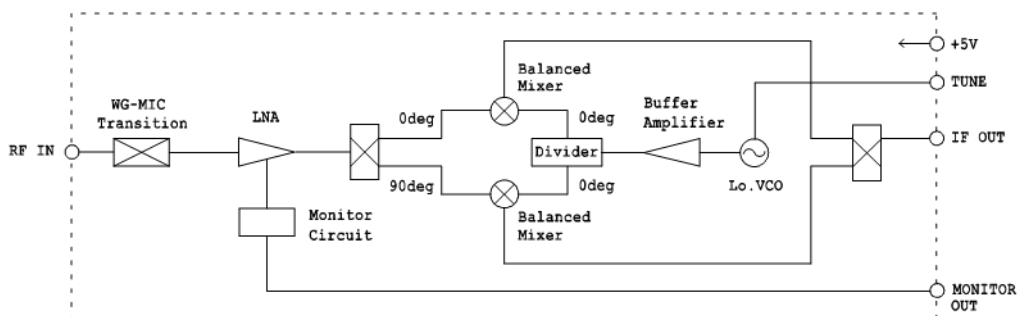 +5V
TUNE
Balanced
Mixer
WG-MIC
Transition
LNA
0deg
0deg
Buffer
Amplifier
RF IN
Divider
IF OUT
90deg
0deg
Lo.VCO
Monitor
Circuit
Balanced
Mixer
MONITOR
OUT